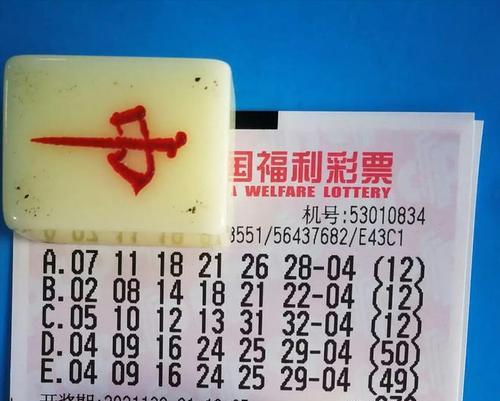 中
国福利彩票
A WELFARE LOTTERY
机号:53010834
3551/56437682/E43C1
A.07 11 18 21 26 28-04 (12)
B.02 08 14 18 21 22-04 (12)
C.05 10 12 13 31 32-04 (12)
D.04 09 16 24 25 29-04 (50)
E.04 09 16 24 25 29-04 (49)